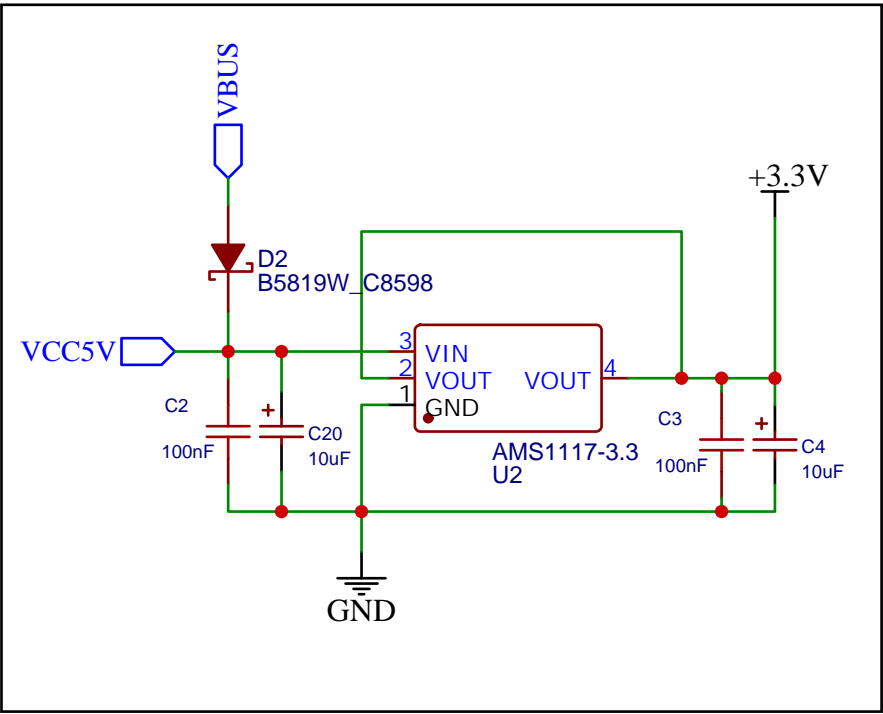 VBUS
+3.3V
D2
B5819W_C8598
VCC5V
3
VIN
2
VOUT
VOUT
4
1
GND
C2
100nF
+
C20
10uF
AMS1117-3.3
U2
C3
100nF
+
C4
10uF
GND